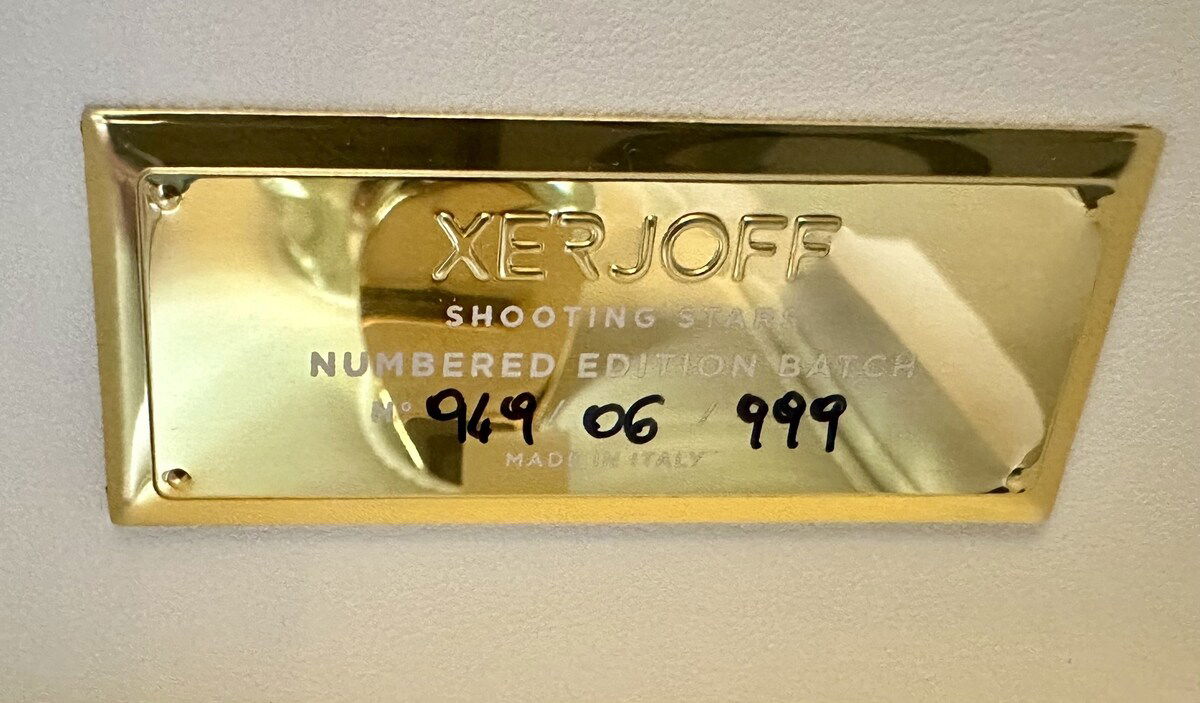 XERJOFF
SHOOTING STARS
NUMBERED EDITION BATCH
Nº 949 / 06 / 999
MADE IN ITALY